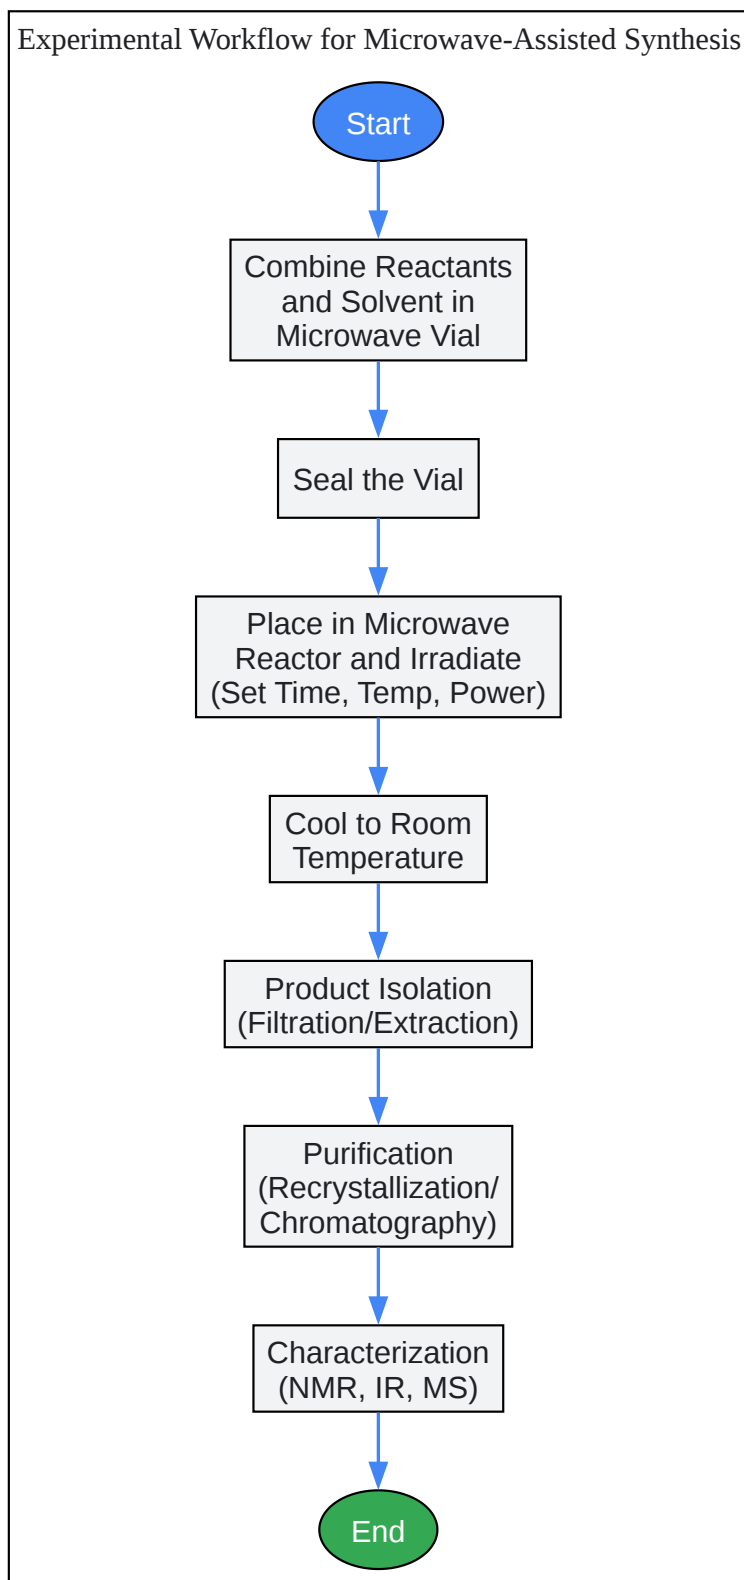 Experimental Workflow for Microwave-Assisted Synthesis
Start
Combine Reactants
and Solvent in
Microwave Vial
Seal the Vial
Place in Microwave
Reactor and Irradiate
(Set Time, Temp, Power)
Cool to Room
Temperature
Product Isolation
(Filtration/Extraction)
Purification
(Recrystallization/
Chromatography)
Characterization
(NMR, IR, MS)
End